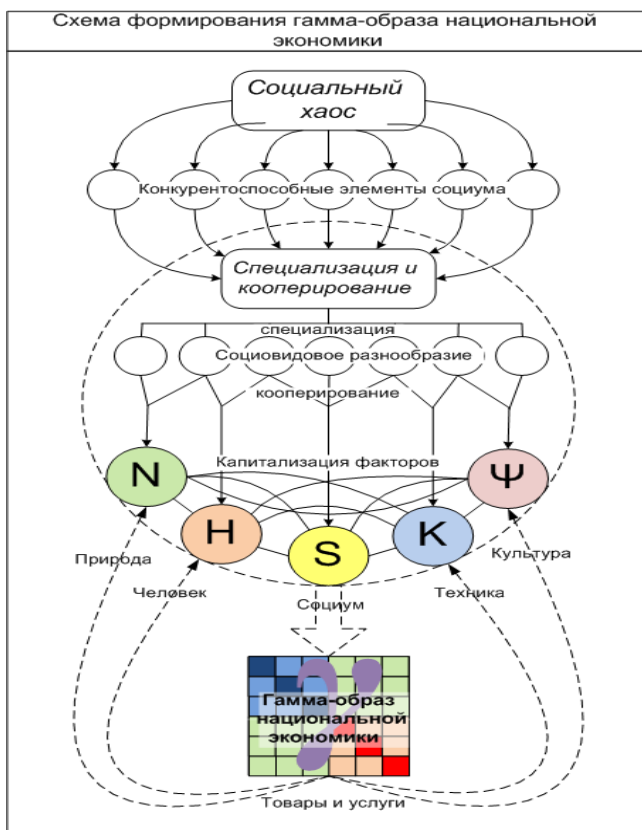 Схема формирования гамма-образа национальной
экономики
Социальный
хаос
Конкурентоспособные элементы социума
Специализация и
кооперирование
специализация
Социовидовое разнообразие
кооперирование
Капитализация факторов
N
Ψ
H
K
S
Природа
Культура
Человек
Социум
Техника
γ
Гамма-образ
национальной
экономики
Товары и услуги